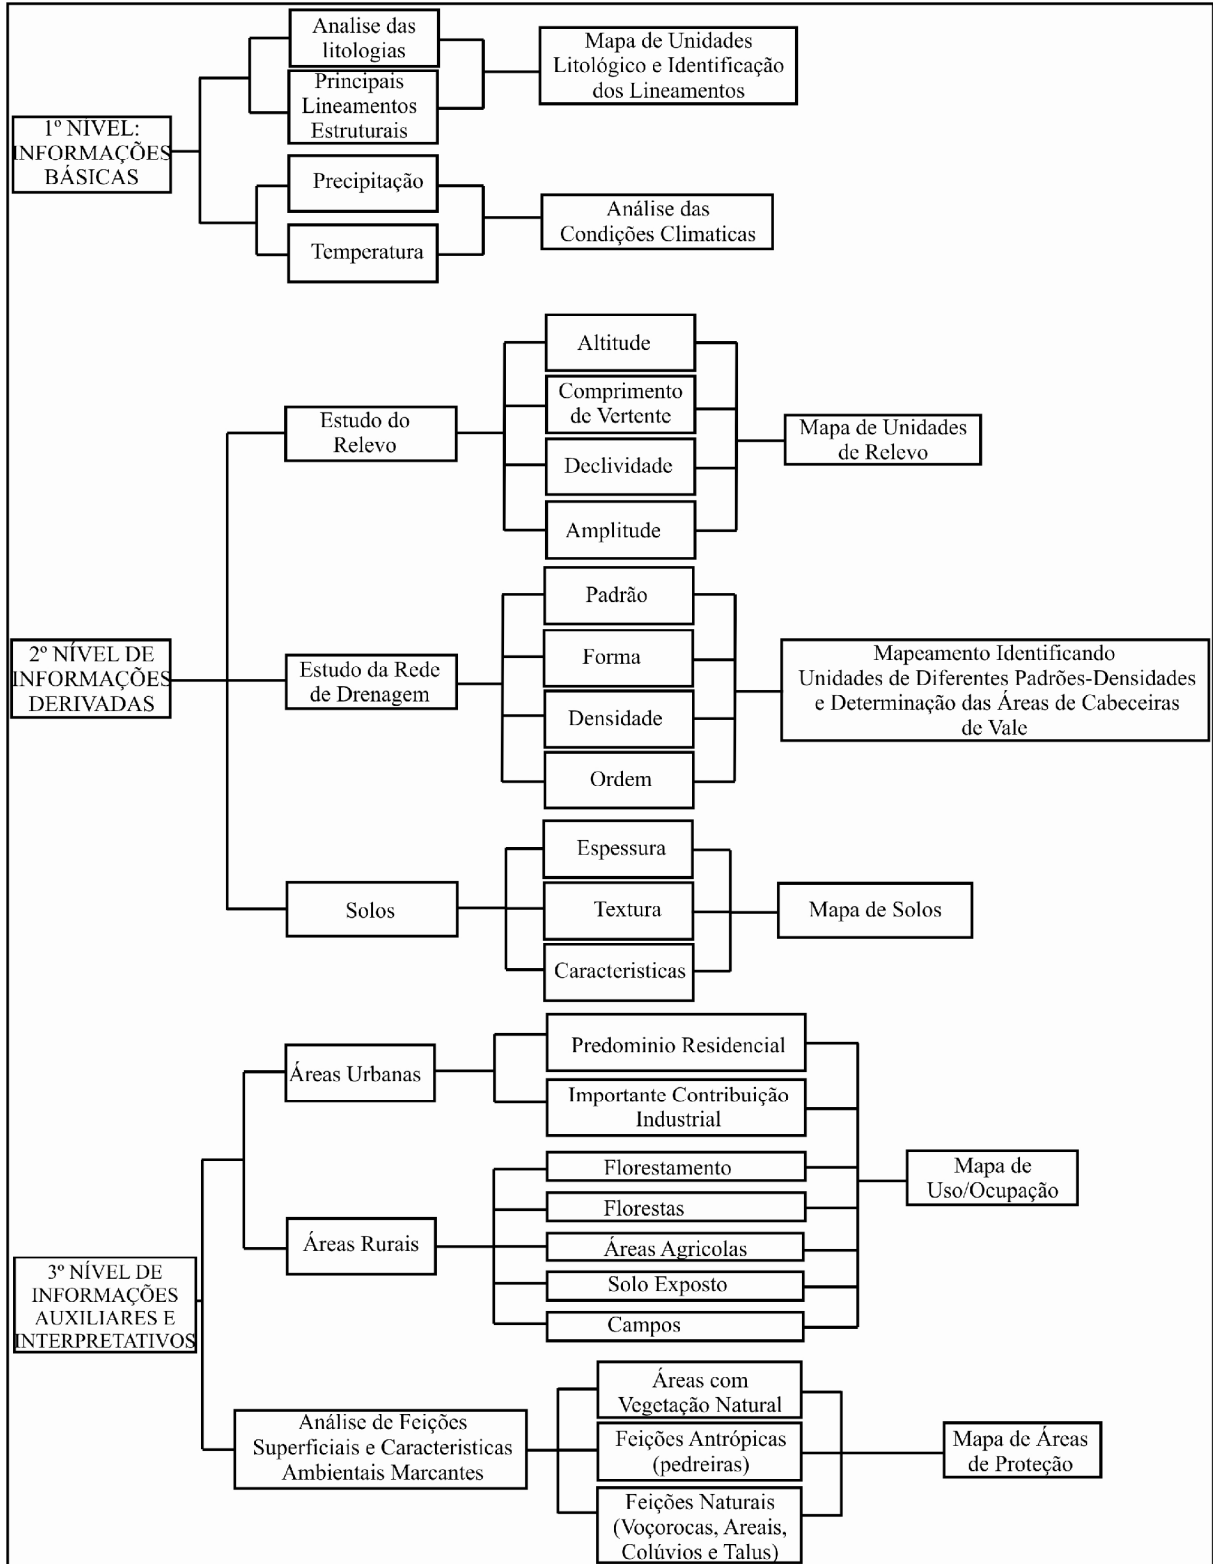 Analise das
litologias
Mapa de Unidades
Litológico e Identificação
dos Lineamentos
Principais
Lineamentos
Estruturais
1º NÍVEL:
INFORMAÇÕES
BÁSICAS
Precipitação
Temperatura
Análise das
Condições Climaticas
Altitude
Comprimento
de Vertente
Estudo do
Relevo
Declividade
Amplitude
Mapa de Unidades
de Relevo
2º NÍVEL DE
INFORMAÇÕES
DERIVADAS
Estudo da Rede
de Drenagem
Padrão
Forma
Densidade
Ordem
Mapeamento Identificando
Unidades de Diferentes Padrões-Densidades
e Determinação das Áreas de Cabeceiras
de Vale
Solos
Espessura
Textura
Caracteristicas
Mapa de Solos
Áreas Urbanas
Predominio Residencial
Importante Contribuição
Industrial
Áreas Rurais
Florestamento
Florestas
Áreas Agricolas
Solo Exposto
Campos
Mapa de
Uso/Ocupação
3º NÍVEL DE
INFORMAÇÕES
AUXILIARES E
INTERPRETATIVOS
Análise de Feições
Superficiais e Caracteristicas
Ambientais Marcantes
Áreas com
Vegetação Natural
Feições Antrópicas
(pedreiras)
Feições Naturais
(Voçorocas, Areais,
Colúvios e Talus)
Mapa de Áreas
de Proteção